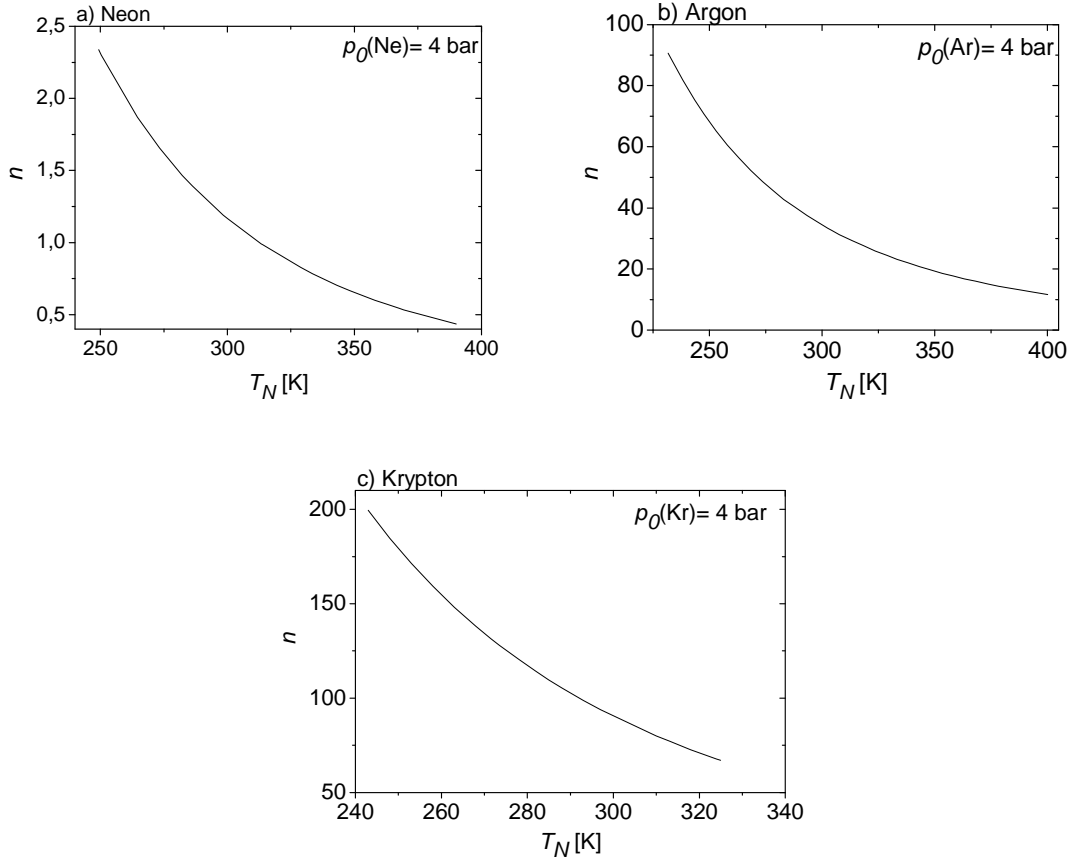 a) Neon
p0(Ne)= 4 bar
2,5
2,0
1,5
1,0
0,5
n
250 300 350 400
TN [K]
b) Argon
p0(Ar)= 4 bar
100
80
60
40
20
0
n
250 300 350 400
TN [K]
c) Krypton
p0(Kr)= 4 bar
200
150
100
50
n
240 260 280 300 320 340
TN [K]